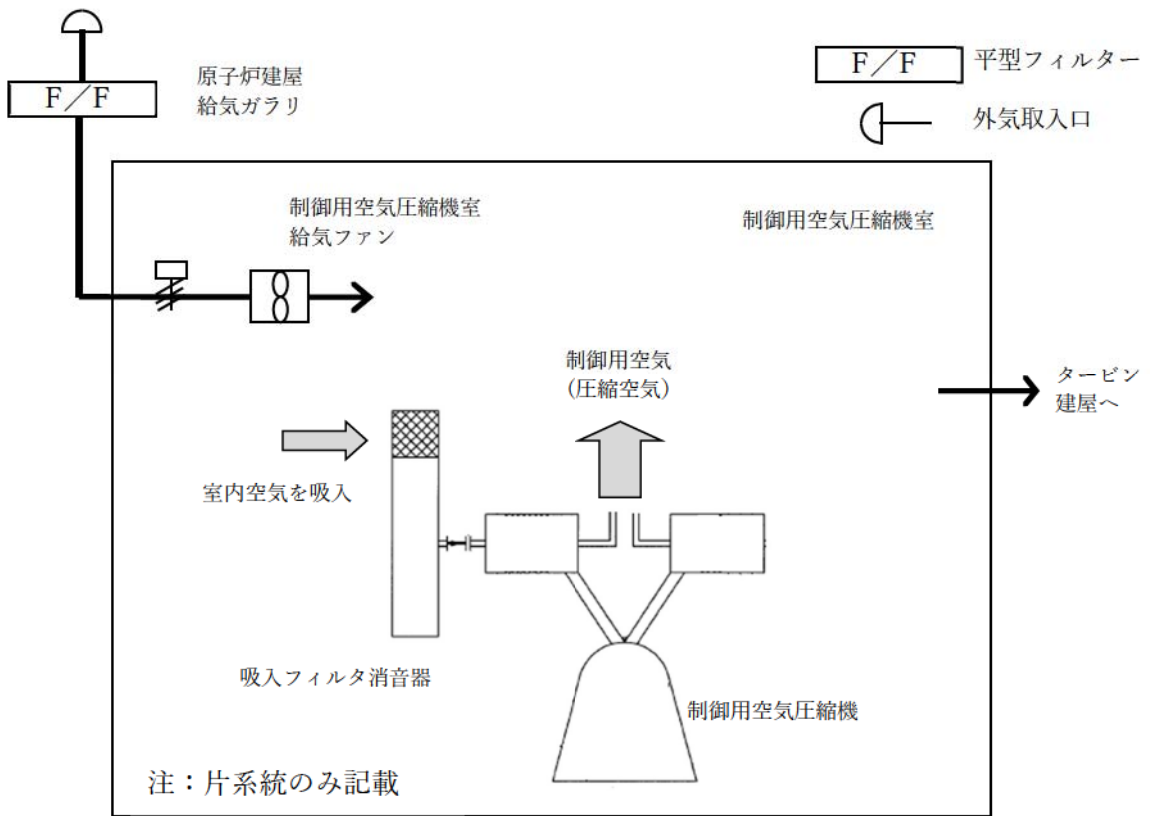 原子炉建屋
給気ガラリ
F／F
F／F
平型フィルター
外気取入口
制御用空気圧縮機室
給気ファン
制御用空気圧縮機室
制御用空気
(圧縮空気)
タービン
建屋へ
室内空気を吸入
吸入フィルタ消音器
制御用空気圧縮機
注：片系統のみ記載